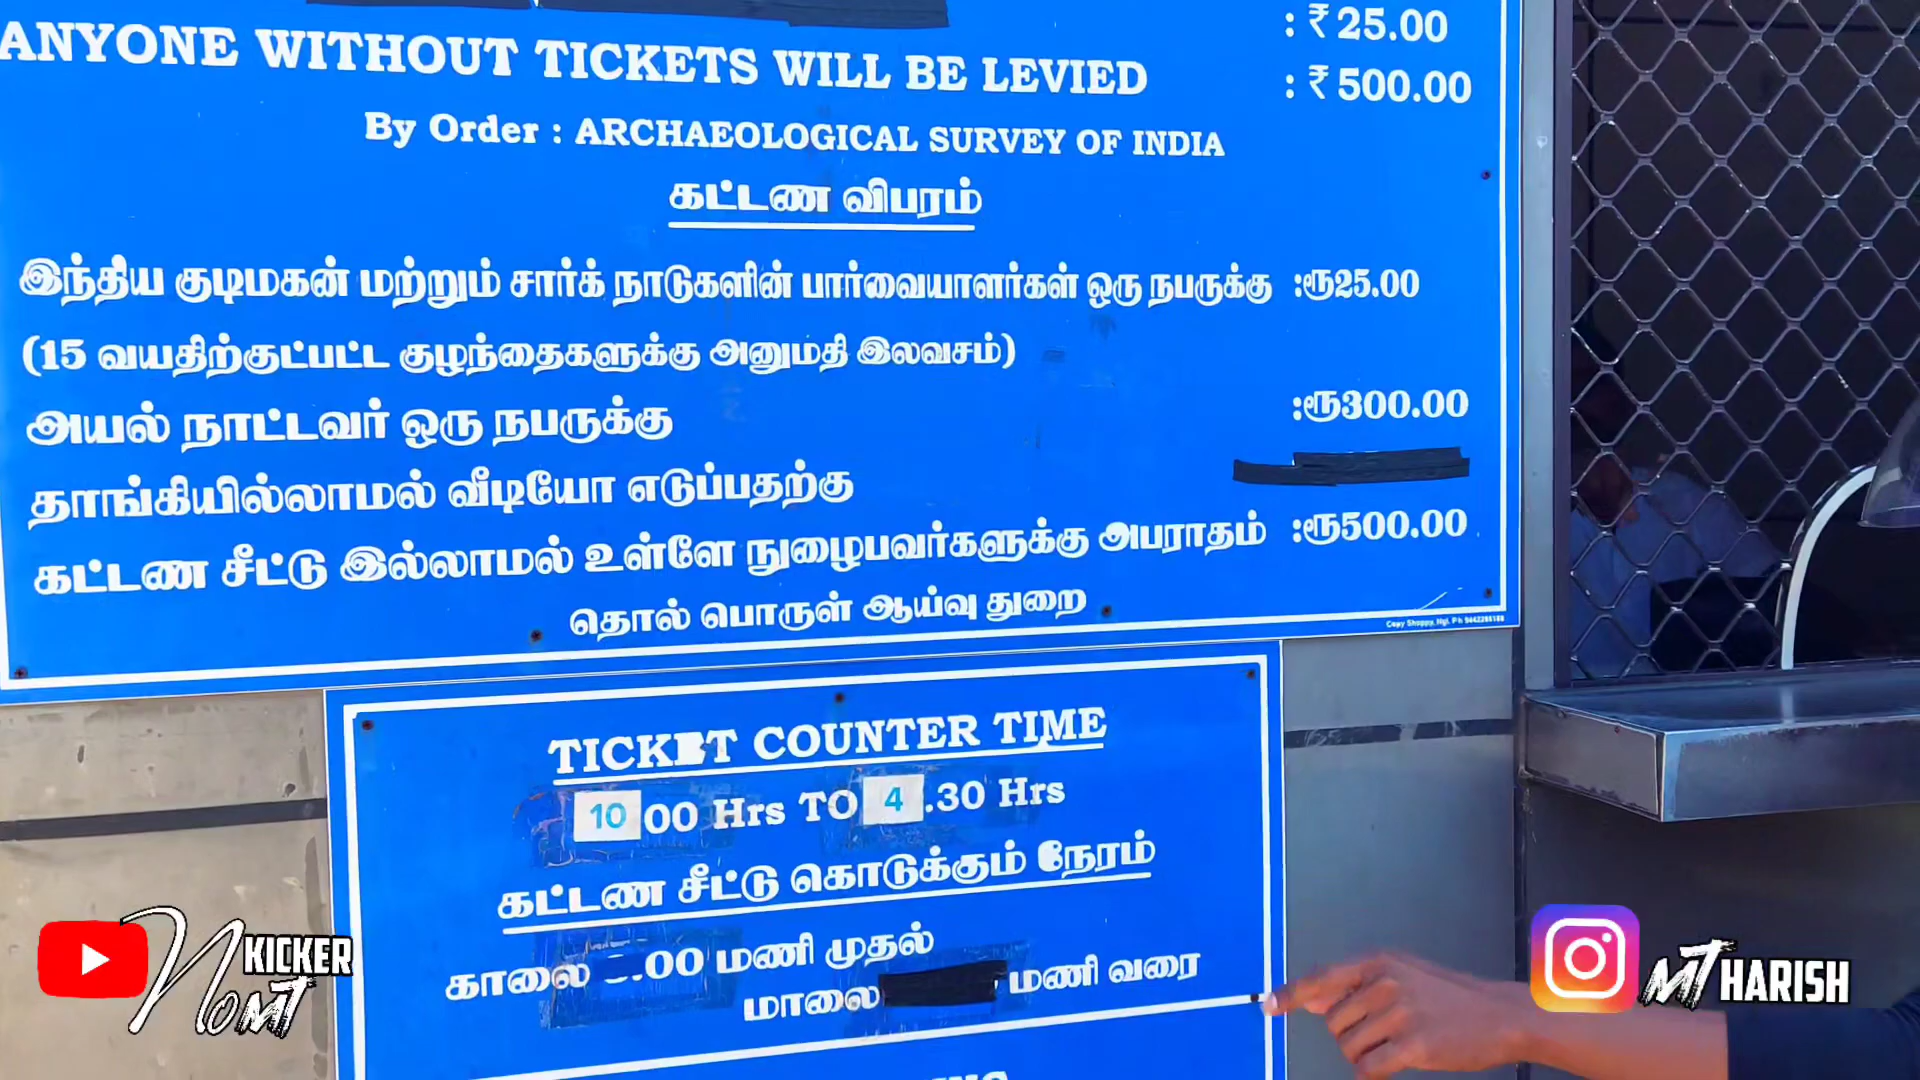 : ₹ 25.00
ANYONE WITHOUT TICKETS WILL BE LEVIED : ₹ 500.00
By Order : ARCHAEOLOGICAL SURVEY OF INDIA
கட்டண விபரம்
இந்திய குடிமகன் மற்றும் சார்க் நாடுகளின் பார்வையாளர்கள் ஒரு நபருக்கு :ரூ25.00
(15 வயதிற்குட்பட்ட குழந்தைகளுக்கு அனுமதி இலவசம்)
அயல் நாட்டவர் ஒரு நபருக்கு :ரூ300.00
தாங்கியில்லாமல் வீடியோ எடுப்பதற்கு
கட்டண சீட்டு இல்லாமல் உள்ளே நுழைபவர்களுக்கு அபராதம் :ரூ500.00
தொல் பொருள் ஆய்வு துறை
TICKET COUNTER TIME
10 00 Hrs TO 4 .30 Hrs
கட்டண சீட்டு கொடுக்கும் நேரம்
காலை .00 மணி முதல்
மாலை மணி வரை
KICKER
NoMT
MT HARISH